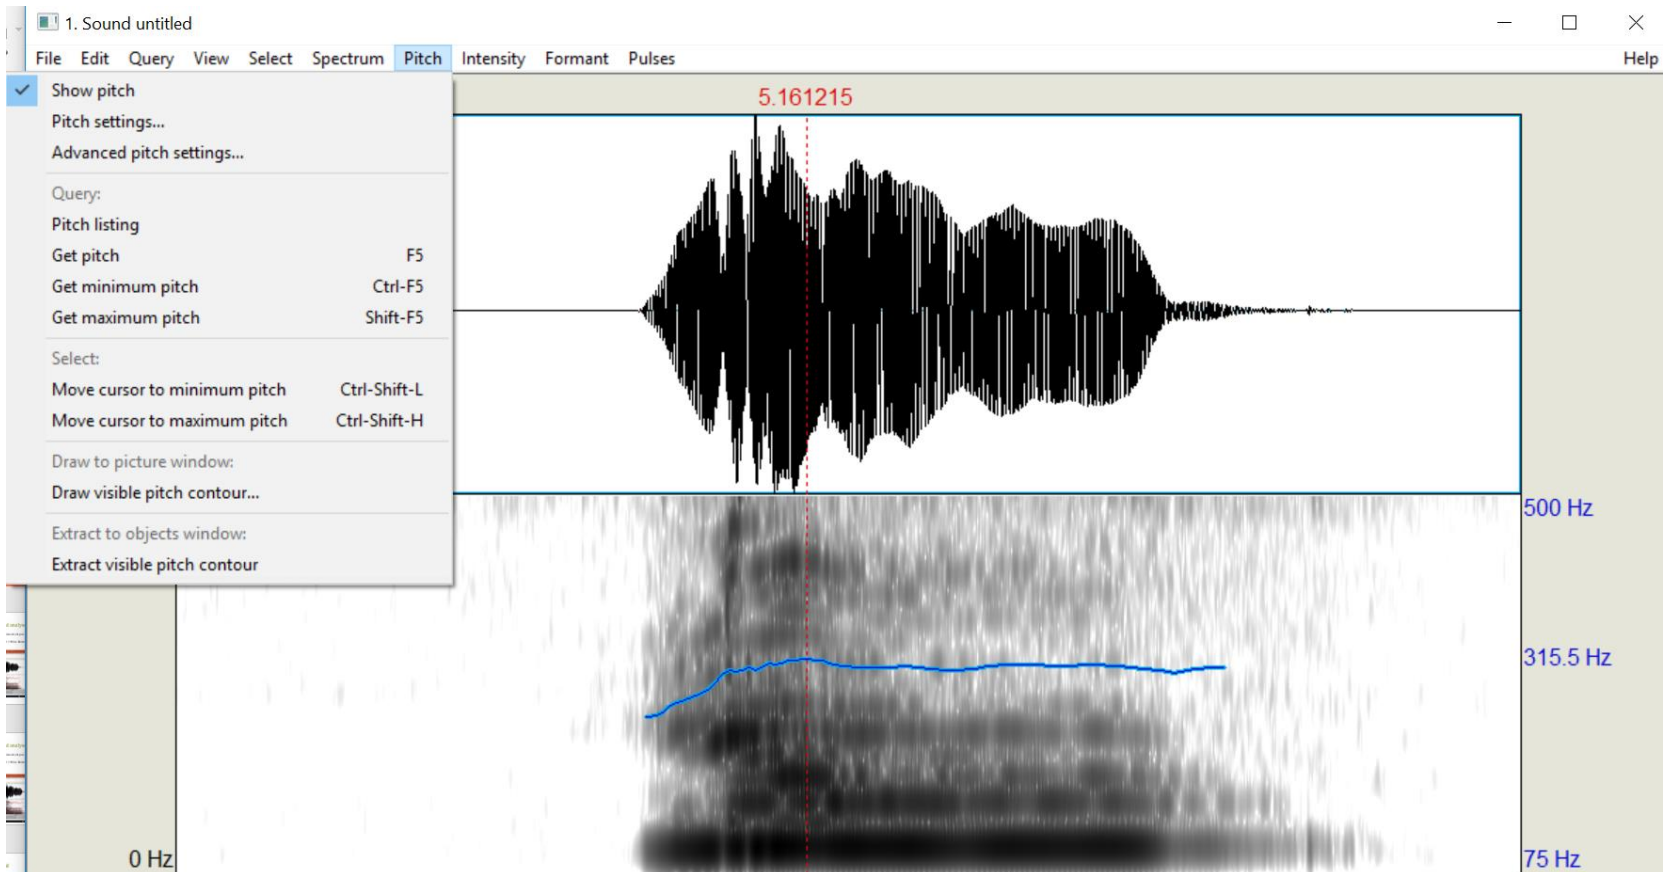 1. Sound untitled
File Edit Query View Select Spectrum Pitch Intensity Formant Pulses Help
Show pitch
Pitch settings...
Advanced pitch settings...
Query:
Pitch listing
Get pitch F5
Get minimum pitch Ctrl-F5
Get maximum pitch Shift-F5
Select:
Move cursor to minimum pitch Ctrl-Shift-L
Move cursor to maximum pitch Ctrl-Shift-H
Draw to picture window:
Draw visible pitch contour...
Extract to objects window:
Extract visible pitch contour
5.161215
500 Hz
315.5 Hz
0 Hz
75 Hz